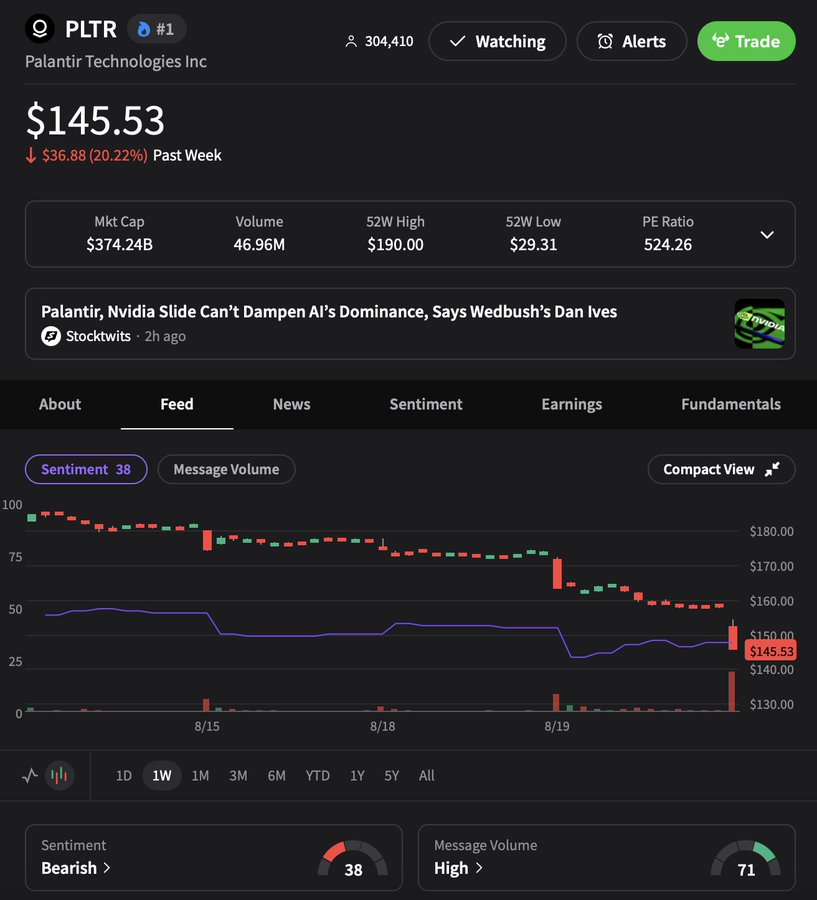 PLTR
#1
304,410
Watching
Alerts
Trade
Palantir Technologies Inc
$145.53
↓ $36.88 (20.22%) Past Week
Mkt Cap
$374.24B
Volume
46.96M
52W High
$190.00
52W Low
$29.31
PE Ratio
524.26
Palantir, Nvidia Slide Can’t Dampen AI’s Dominance, Says Wedbush’s Dan Ives
Stocktwits · 2h ago
NVIDIA
About
Feed
News
Sentiment
Earnings
Fundamentals
Sentiment 38
Message Volume
Compact View
100
75
50
25
0
$180.00
$170.00
$160.00
$150.00
$145.53
$140.00
$130.00
8/15
8/18
8/19
1D
1W
1M
3M
6M
YTD
1Y
5Y
All
Sentiment
Bearish >
38
Message Volume
High >
71